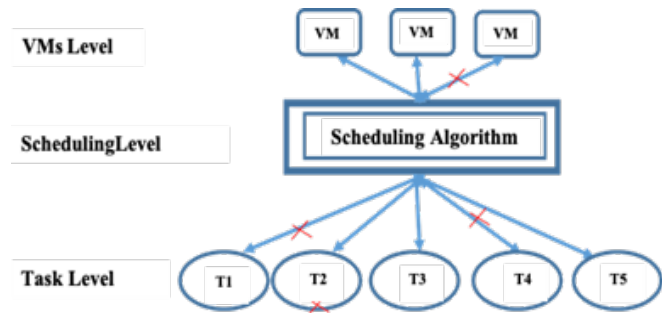 VMs Level
VM
VM
VM
SchedulingLevel
Scheduling Algorithm
Task Level
T1
T2
T3
T4
T5